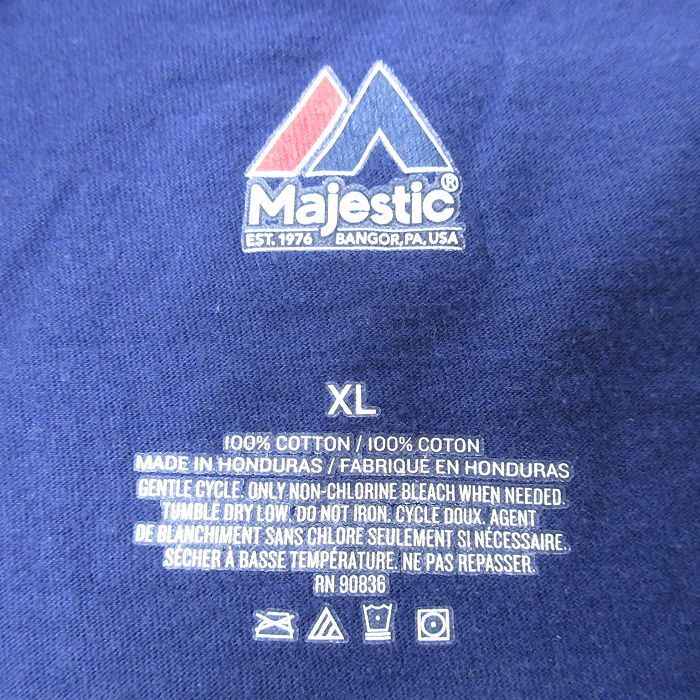 Majestic®
EST. 1976 BANGOR, PA, USA
XL
100% COTTON / 100% COTON
MADE IN HONDURAS / FABRIQUÉ EN HONDURAS
GENTLE CYCLE. ONLY NON-CHLORINE BLEACH WHEN NEEDED.
TUMBLE DRY LOW. DO NOT IRON. CYCLE DOUX. AGENT
DE BLANCHIMENT SANS CHLORE SEULEMENT SI NÉCESSAIRE.
SÉCHER À BASSE TEMPÉRATURE. NE PAS REPASSER.
RN 90836